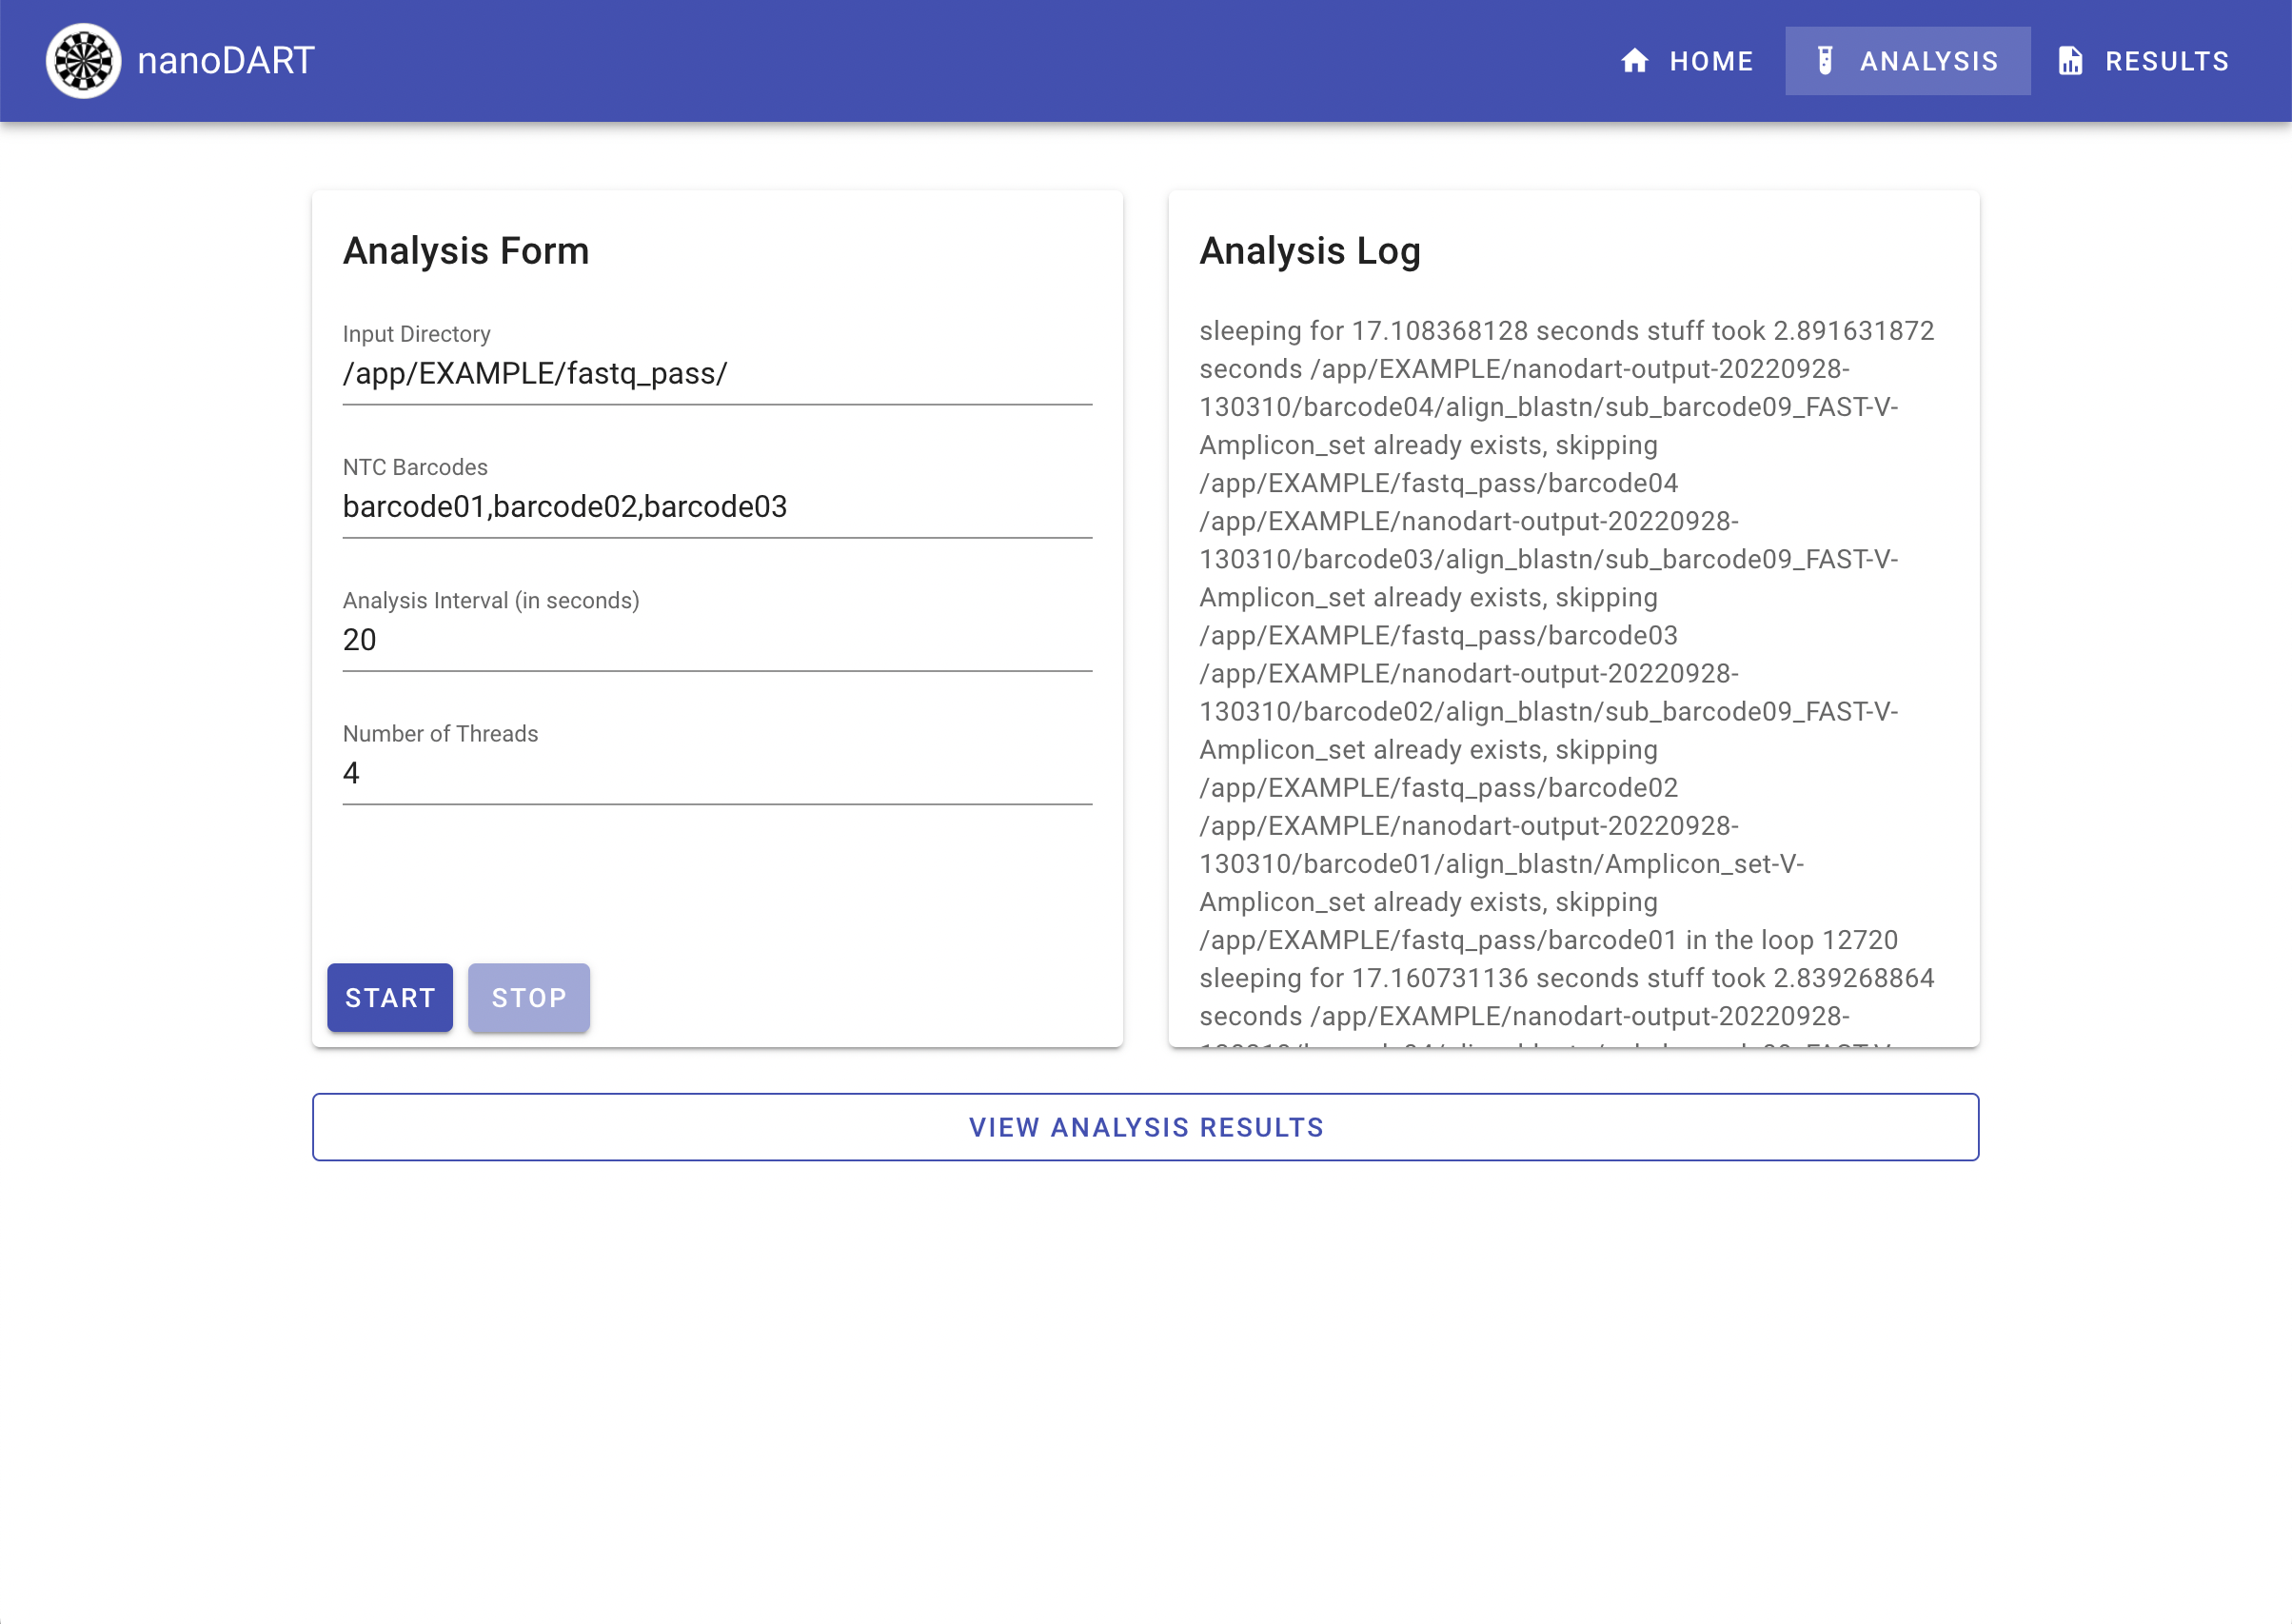 nanoDART
HOME
ANALYSIS
RESULTS
Analysis Form
Input Directory
/app/EXAMPLE/fastq_pass/
NTC Barcodes
barcode01,barcode02,barcode03
Analysis Interval (in seconds)
20
Number of Threads
4
START
STOP
Analysis Log
sleeping for 17.108368128 seconds stuff took 2.891631872
seconds /app/EXAMPLE/nanodart-output-20220928-
130310/barcode04/align_blastn/sub_barcode09_FAST-V-
Amplicon_set already exists, skipping
/app/EXAMPLE/fastq_pass/barcode04
/app/EXAMPLE/nanodart-output-20220928-
130310/barcode03/align_blastn/sub_barcode09_FAST-V-
Amplicon_set already exists, skipping
/app/EXAMPLE/fastq_pass/barcode03
/app/EXAMPLE/nanodart-output-20220928-
130310/barcode02/align_blastn/sub_barcode09_FAST-V-
Amplicon_set already exists, skipping
/app/EXAMPLE/fastq_pass/barcode02
/app/EXAMPLE/nanodart-output-20220928-
130310/barcode01/align_blastn/Amplicon_set-V-
Amplicon_set already exists, skipping
/app/EXAMPLE/fastq_pass/barcode01 in the loop 12720
sleeping for 17.160731136 seconds stuff took 2.839268864
seconds /app/EXAMPLE/nanodart-output-20220928-
VIEW ANALYSIS RESULTS